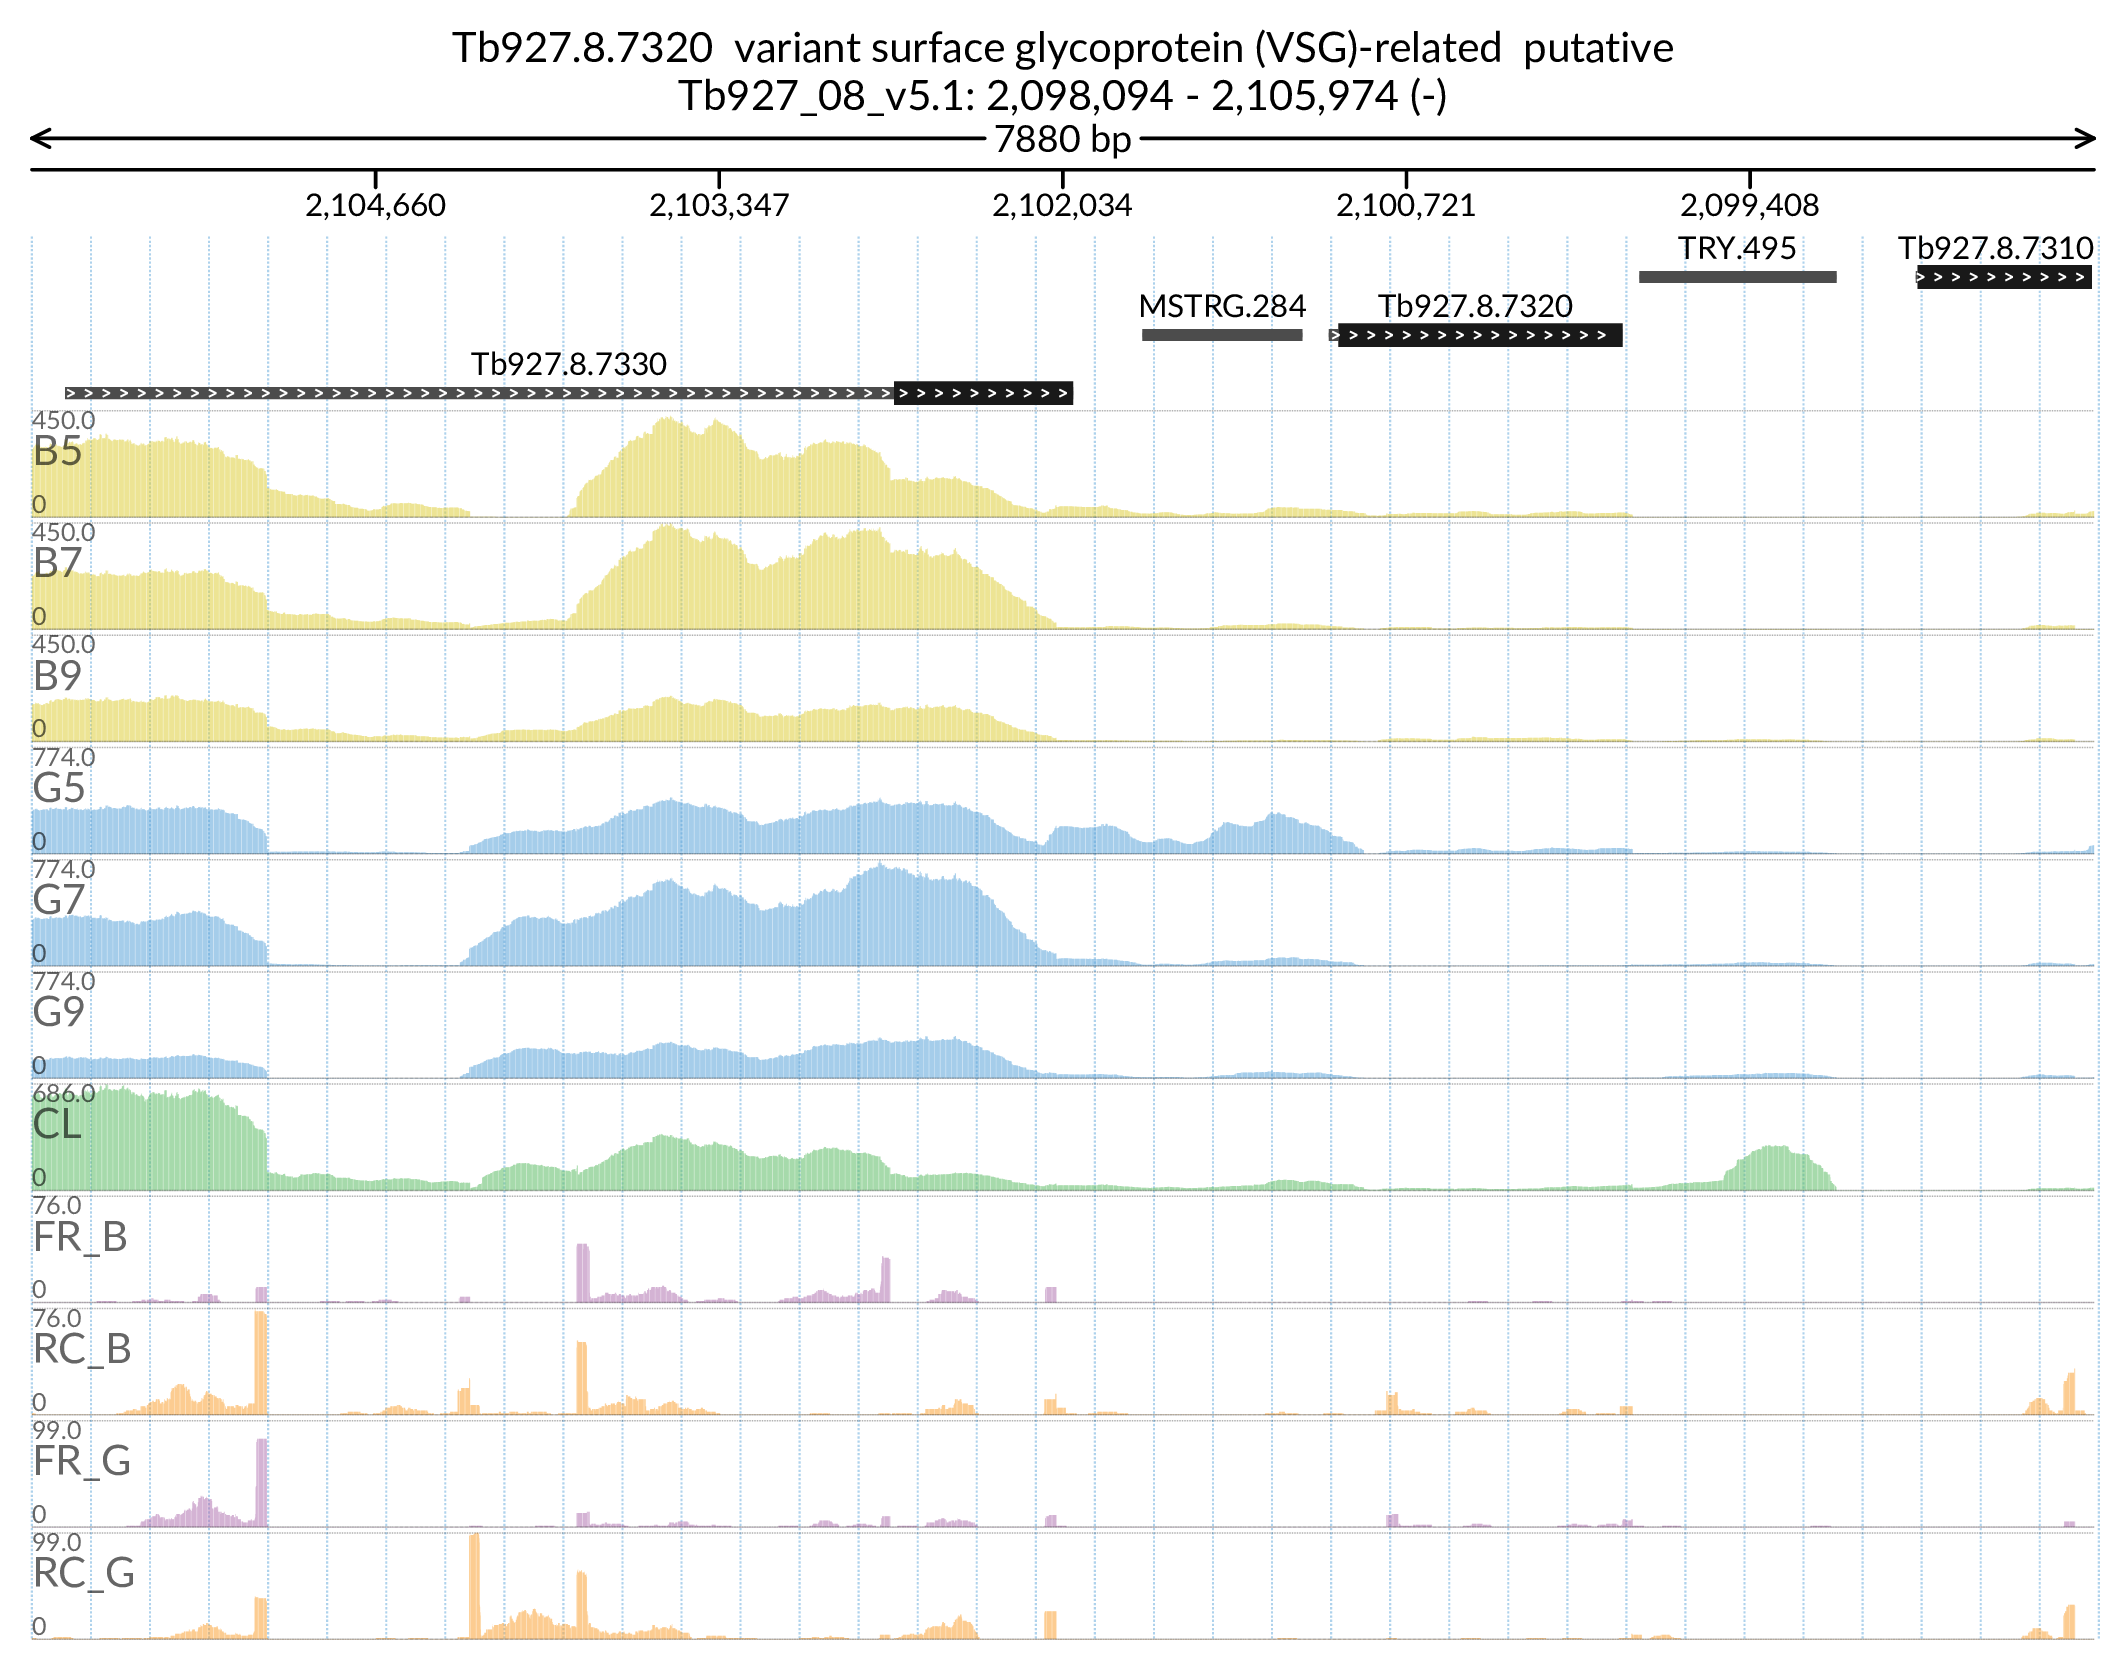 Tb927.8.7320  variant surface glycoprotein (VSG)-related  putative
Tb927_08_v5.1: 2,098,094 - 2,105,974 (-)
7880 bp
2,104,660 2,103,347 2,102,034 2,100,721 2,099,408
TRY.495 Tb927.8.7310
MSTRG.284 Tb927.8.7320
Tb927.8.7330
450.0
B5
0
450.0
B7
0
450.0
B9
0
774.0
G5
0
774.0
G7
0
774.0
G9
0
686.0
CL
0
76.0
FR_B
0
76.0
RC_B
0
99.0
FR_G
0
99.0
RC_G
0